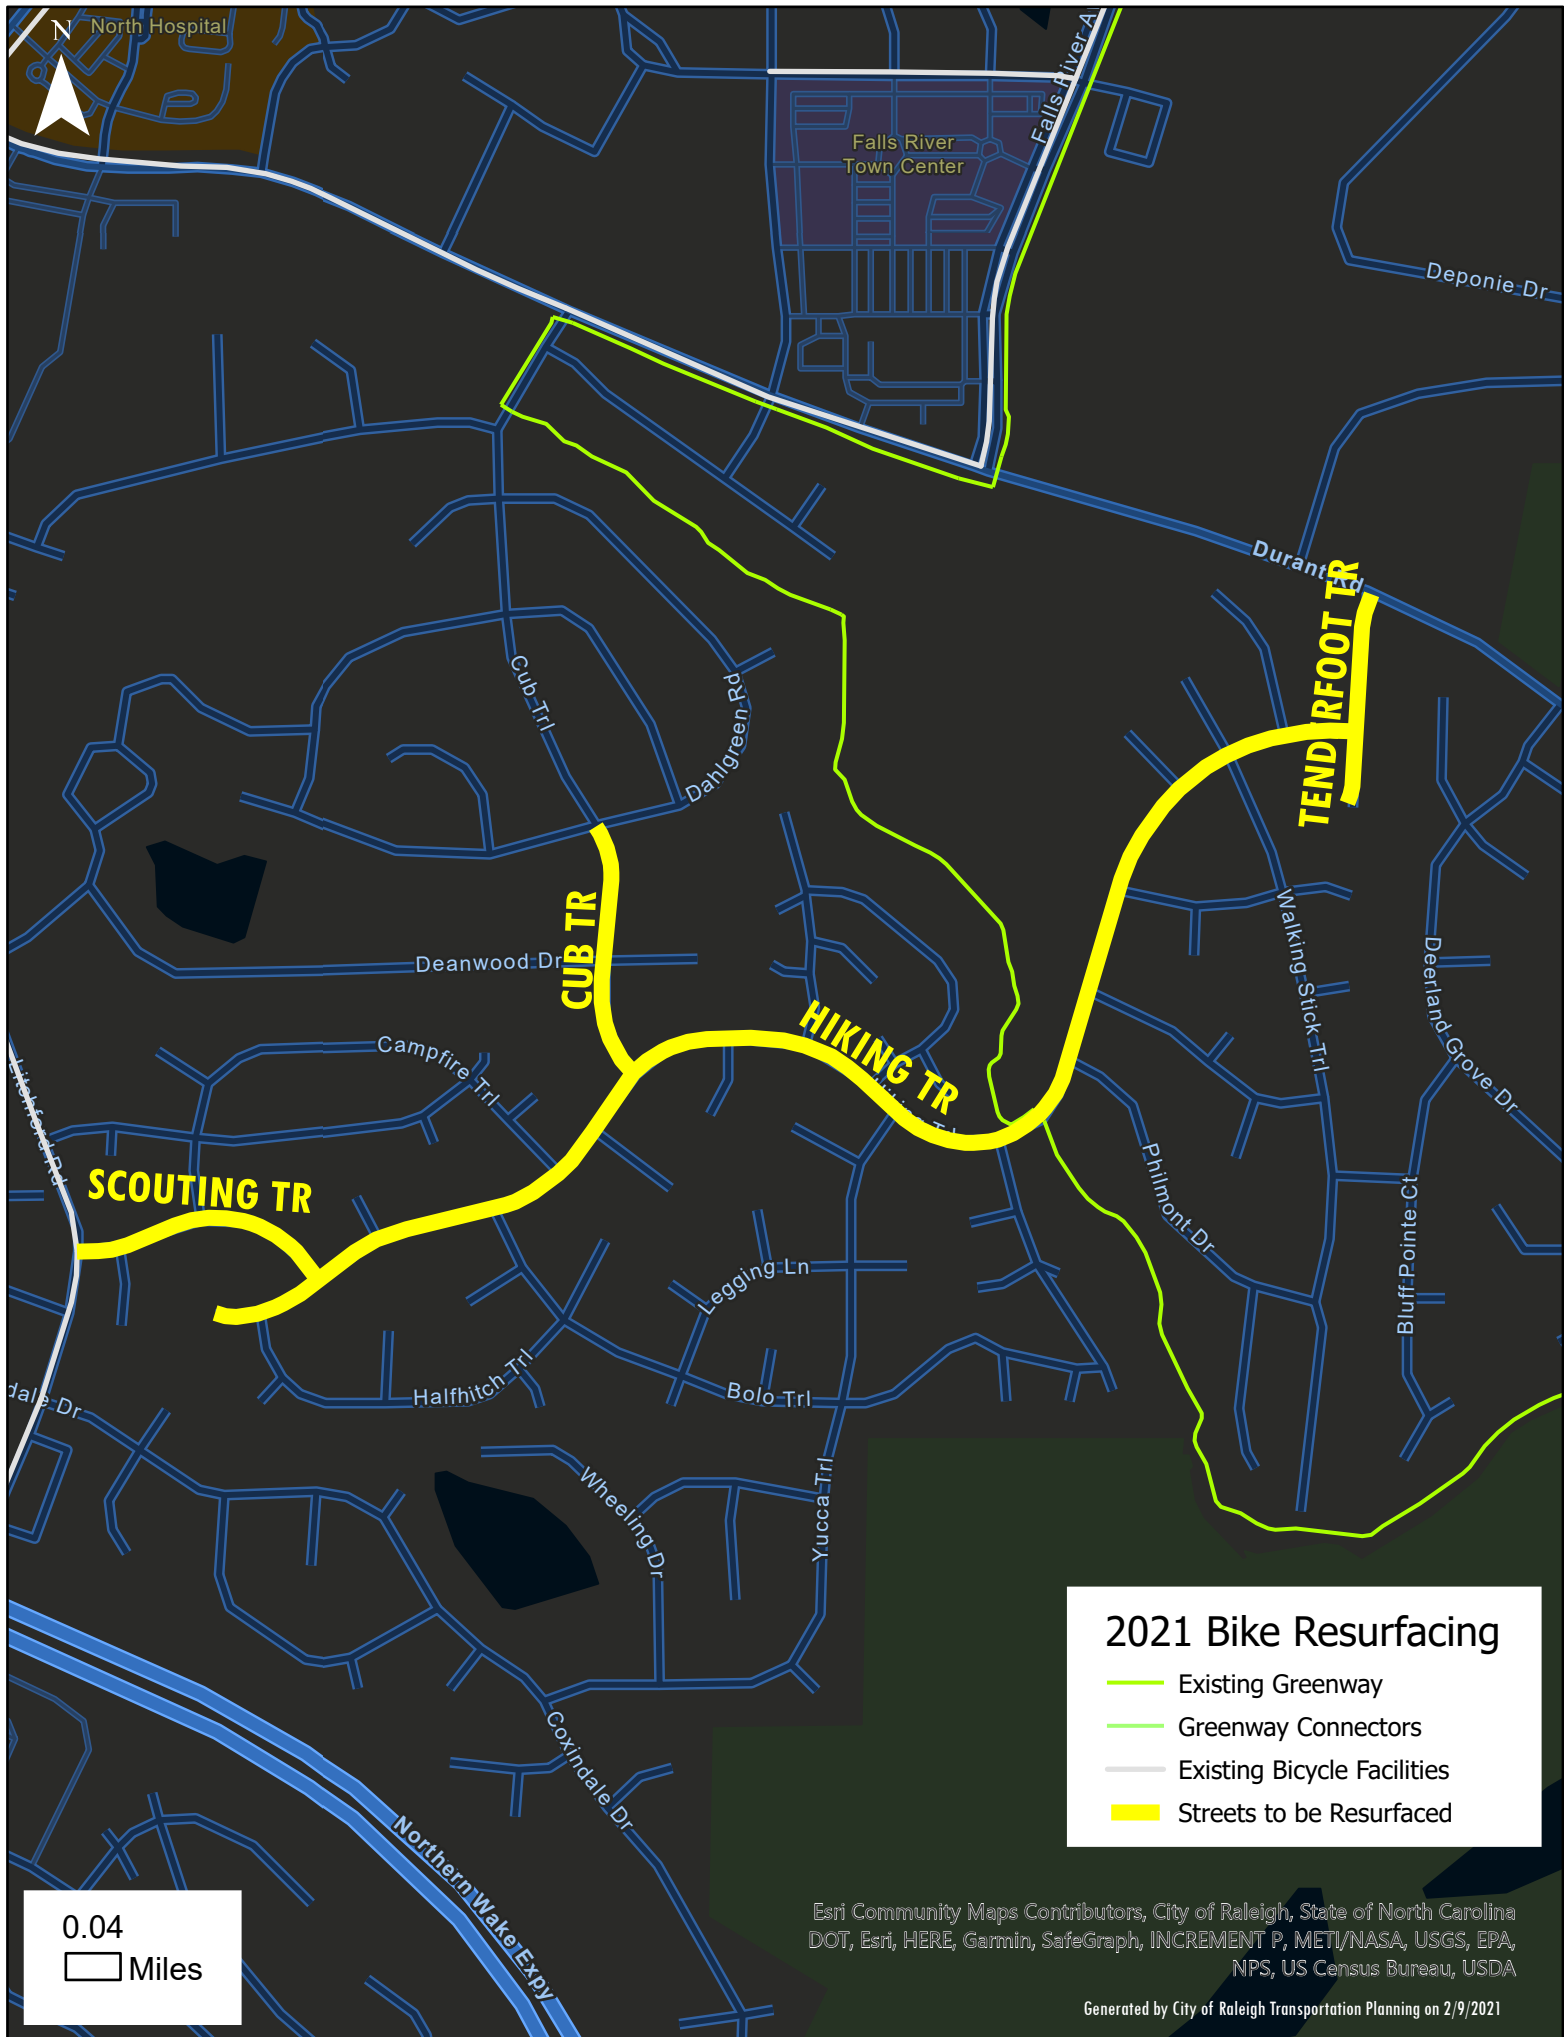 N
North Hospital
Falls River
Town Center
Falls River A
Deponie Dr
Durant Rd
TENDERFOOT TR
Cub Trl
Dahlgreen Rd
CUB TR
Deanwood Dr
Walking Stick Trl
Deerland Grove Dr
HIKING TR
Campfire Trl
Litchford Rd
SCOUTING TR
Philmont Dr
Bluff Pointe Ct
Legging Ln
Halfhitch Trl
Bolo Trl
dale Dr
Wheeling Dr
Yucca Trl
Coxindale Dr
Northern Wake Expy
2021 Bike Resurfacing
Existing Greenway
Greenway Connectors
Existing Bicycle Facilities
Streets to be Resurfaced
0.04
Miles
Esri Community Maps Contributors, City of Raleigh, State of North Carolina
DOT, Esri, HERE, Garmin, SafeGraph, INCREMENT P, METI/NASA, USGS, EPA,
NPS, US Census Bureau, USDA
Generated by City of Raleigh Transportation Planning on 2/9/2021